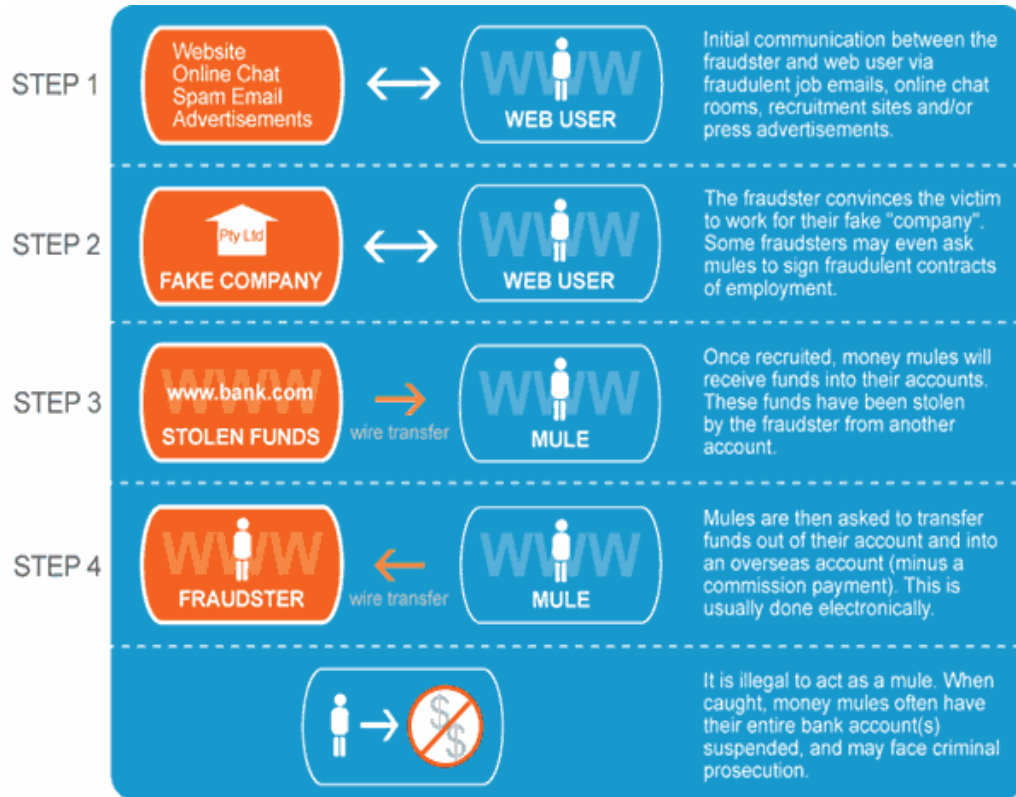 STEP 1
Website
Online Chat
Spam Email
Advertisements
WWW
WEB USER
Initial communication between the
fraudster and web user via
fraudulent job emails, online chat
rooms, recruitment sites and/or
press advertisements.
STEP 2
Pty Ltd
FAKE COMPANY
WWW
WEB USER
The fraudster convinces the victim
to work for their fake "company".
Some fraudsters may even ask
mules to sign fraudulent contracts
of employment.
STEP 3
WWW
www.bank.com
STOLEN FUNDS
wire transfer
WWW
MULE
Once recruited, money mules will
receive funds into their accounts.
These funds have been stolen
by the fraudster from another
account.
STEP 4
WWW
FRAUDSTER
wire transfer
WWW
MULE
Mules are then asked to transfer
funds out of their account and into
an overseas account (minus a
commission payment). This is
usually done electronically.
$
$
It is illegal to act as a mule. When
caught, money mules often have
their entire bank account(s)
suspended, and may face criminal
prosecution.